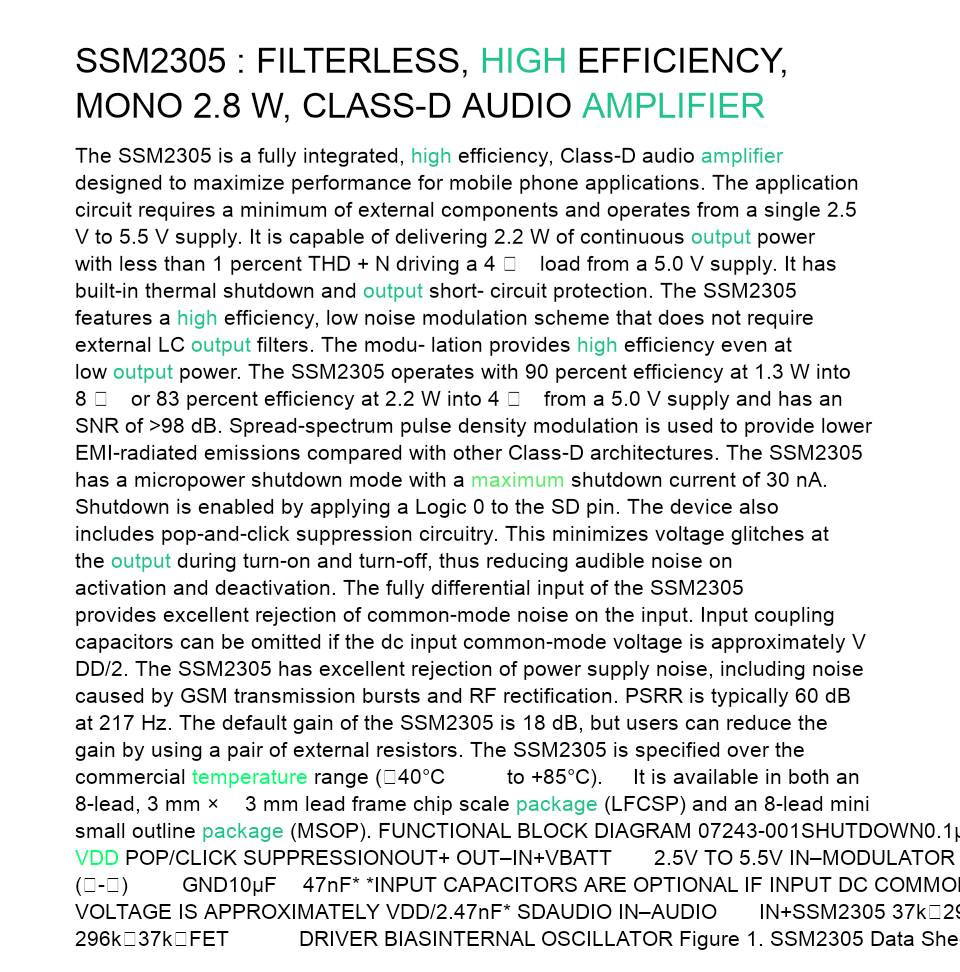 SSM2305 : FILTERLESS, HIGH EFFICIENCY,
MONO 2.8 W, CLASS-D AUDIO AMPLIFIER
The SSM2305 is a fully integrated, high efficiency, Class-D audio amplifier
designed to maximize performance for mobile phone applications. The application
circuit requires a minimum of external components and operates from a single 2.5
V to 5.5 V supply. It is capable of delivering 2.2 W of continuous output power
with less than 1 percent THD + N driving a 4 □ load from a 5.0 V supply. It has
built-in thermal shutdown and output short- circuit protection. The SSM2305
features a high efficiency, low noise modulation scheme that does not require
external LC output filters. The modu- lation provides high efficiency even at
low output power. The SSM2305 operates with 90 percent efficiency at 1.3 W into
8 □ or 83 percent efficiency at 2.2 W into 4 □ from a 5.0 V supply and has an
SNR of >98 dB. Spread-spectrum pulse density modulation is used to provide lower
EMI-radiated emissions compared with other Class-D architectures. The SSM2305
has a micropower shutdown mode with a maximum shutdown current of 30 nA.
Shutdown is enabled by applying a Logic 0 to the SD pin. The device also
includes pop-and-click suppression circuitry. This minimizes voltage glitches at
the output during turn-on and turn-off, thus reducing audible noise on
activation and deactivation. The fully differential input of the SSM2305
provides excellent rejection of common-mode noise on the input. Input coupling
capacitors can be omitted if the dc input common-mode voltage is approximately V
DD/2. The SSM2305 has excellent rejection of power supply noise, including noise
caused by GSM transmission bursts and RF rectification. PSRR is typically 60 dB
at 217 Hz. The default gain of the SSM2305 is 18 dB, but users can reduce the
gain by using a pair of external resistors. The SSM2305 is specified over the
commercial temperature range (□40°C to +85°C). It is available in both an
8-lead, 3 mm × 3 mm lead frame chip scale package (LFCSP) and an 8-lead mini
small outline package (MSOP). FUNCTIONAL BLOCK DIAGRAM 07243-001SHUTDOWN0.1µ
VDD POP/CLICK SUPPRESSIONOUT+ OUT–IN+VBATT 2.5V TO 5.5V IN–MODULATOR
(□-□) GND10µF 47nF* *INPUT CAPACITORS ARE OPTIONAL IF INPUT DC COMMO
VOLTAGE IS APPROXIMATELY VDD/2.47nF* SDAUDIO IN–AUDIO IN+SSM2305 37k□29
296k□37k□FET DRIVER BIASINTERNAL OSCILLATOR Figure 1. SSM2305 Data She